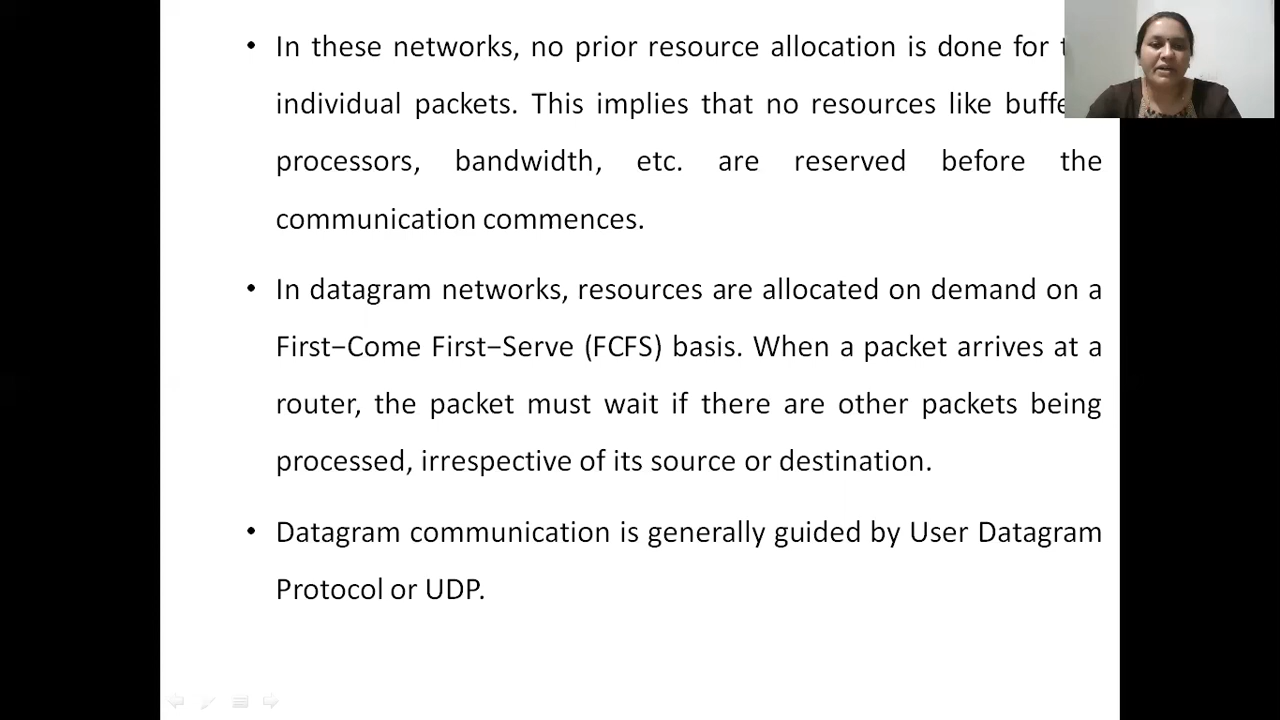 • In these networks, no prior resource allocation is done for
individual packets. This implies that no resources like
processors, bandwidth, etc. are reserved before the
communication commences.
• In datagram networks, resources are allocated on demand on a
First−Come First−Serve (FCFS) basis. When a packet arrives at a
router, the packet must wait if there are other packets being
processed, irrespective of its source or destination.
• Datagram communication is generally guided by User Datagram
Protocol or UDP.